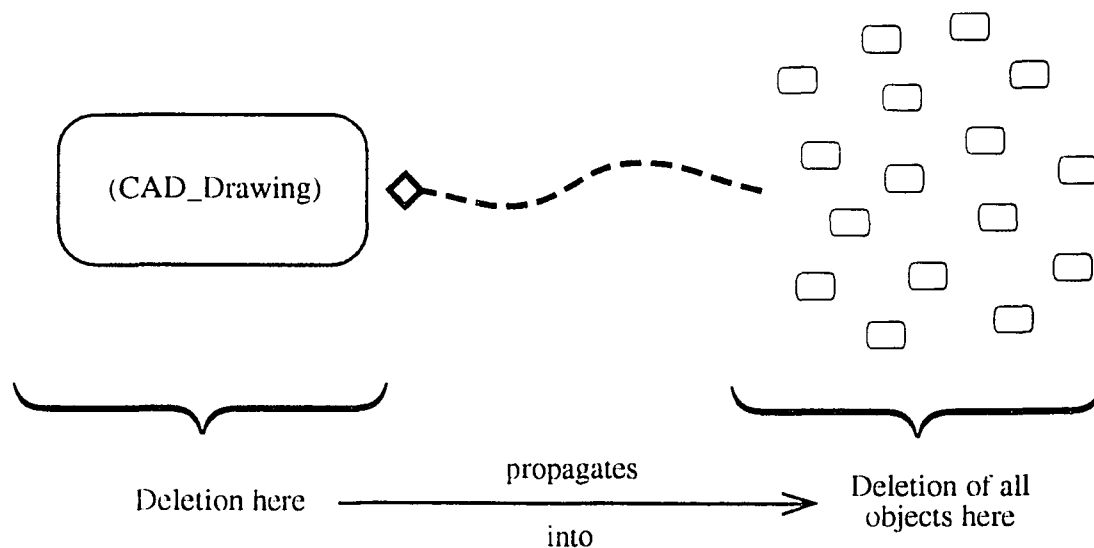 (CAD_Drawing)
Deletion here
propagates
into
Deletion of all
objects here